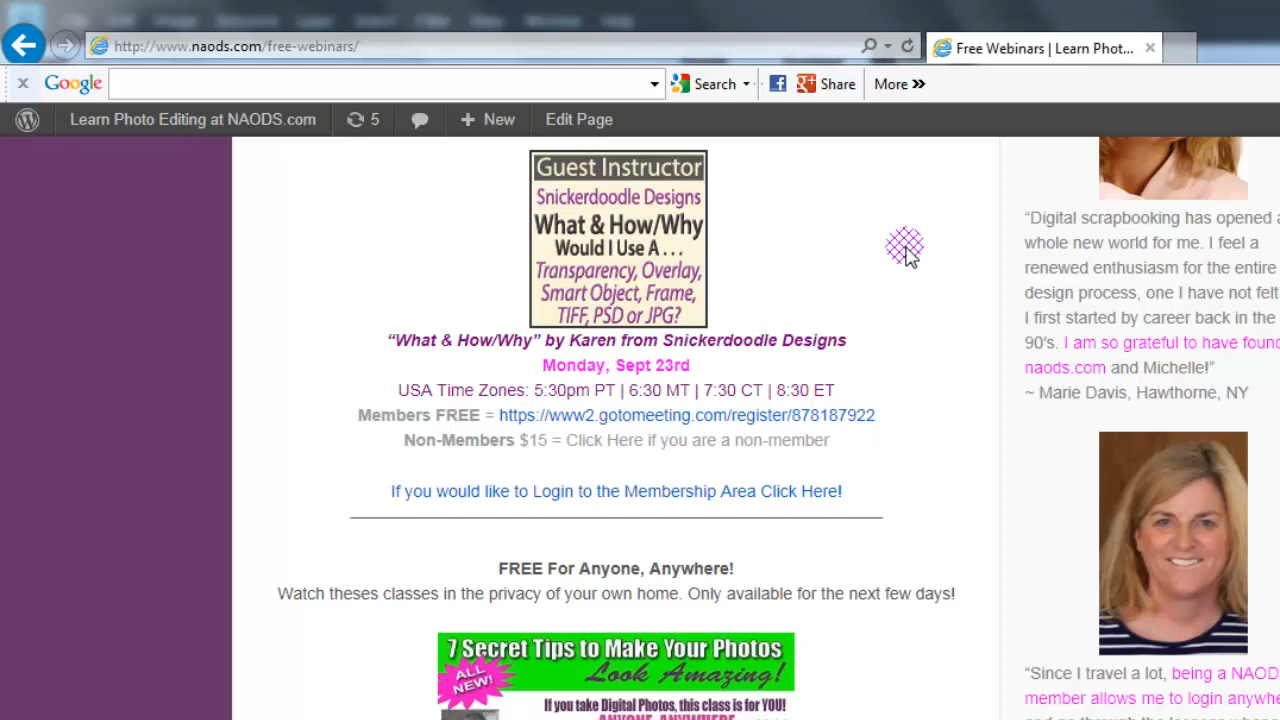 http://www.naods.com/free-webinars/
Free Webinars | Learn Phot...
Google
Search
Share
More
Learn Photo Editing at NAODS.com
5
New
Edit Page
Guest Instructor
Snickerdoodle Designs
What & How/Why
Would I Use A . . .
Transparency, Overlay,
Smart Object, Frame,
TIFF, PSD or JPG?
“What & How/Why” by Karen from Snickerdoodle Designs
Monday, Sept 23rd
USA Time Zones: 5:30pm PT | 6:30 MT | 7:30 CT | 8:30 ET
Members FREE = https://www2.gotomeeting.com/register/878187922
Non-Members $15 = Click Here if you are a non-member
If you would like to Login to the Membership Area Click Here!
FREE For Anyone, Anywhere!
Watch theses classes in the privacy of your own home. Only available for the next few days!
7 Secret Tips to Make Your Photos
Look Amazing!
ALL
NEW!
If you take Digital Photos, this class is for YOU!
ANYONE, ANYWHERE
“Digital scrapbooking has opened a
whole new world for me. I feel a
renewed enthusiasm for the entire
design process, one I have not felt
I first started by career back in the
90's. I am so grateful to have found
naods.com and Michelle!”
~ Marie Davis, Hawthorne, NY
“Since I travel a lot, being a NAOD
member allows me to login anywhe